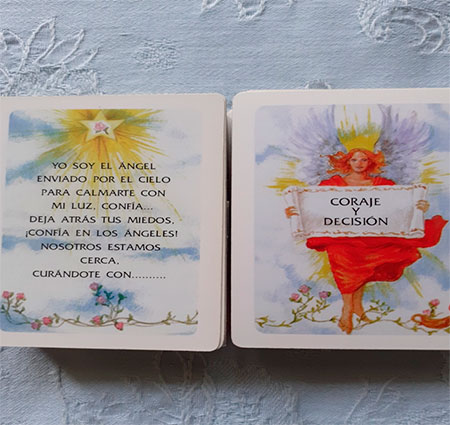 YO SOY EL ÁNGEL
ENVIADO POR EL CIELO
PARA CALMARTE CON
MI LUZ, CONFÍA...
DEJA ATRÁS TUS MIEDOS,
¡CONFÍA EN LOS ÁNGELES!
NOSOTROS ESTAMOS
CERCA,
CURÁNDOTE CON..........
CORAJE
Y
DECISIÓN